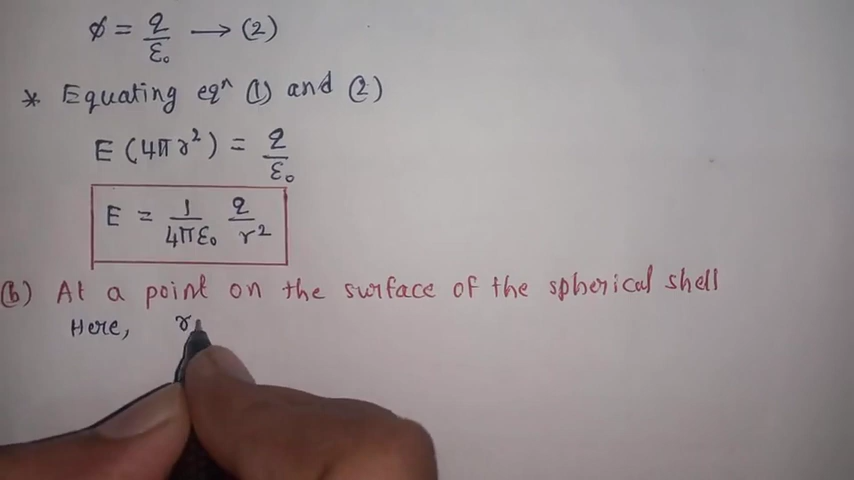 ϕ = q/ε₀ → (2)
* Equating eqⁿ (1) and (2)
E (4πr²) = q/ε₀
E = 1/4πε₀ q/r²
(b) At a point on the surface of the spherical shell
Here, r